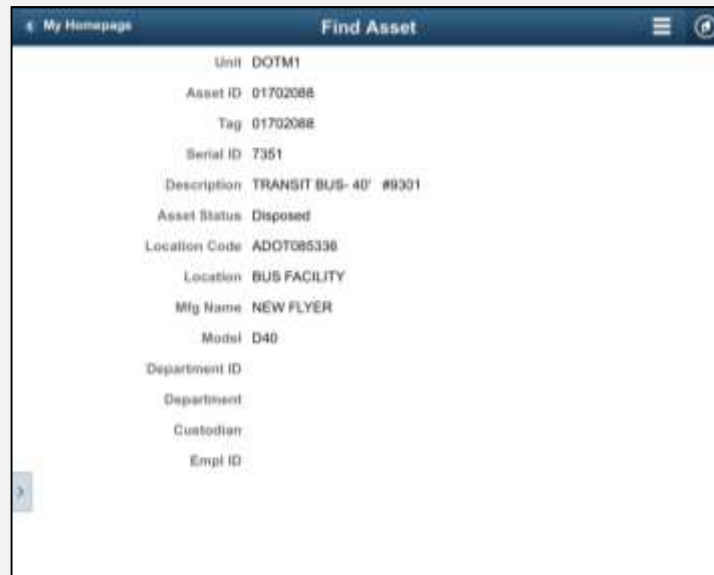 My Homepage Find Asset
Unit DOTM1
Asset ID 01702088
Tag 01702088
Serial ID 7351
Description TRANSIT BUS- 40' #9301
Asset Status Disposed
Location Code ADOT085336
Location BUS FACILITY
Mfg Name NEW FLYER
Model D40
Department ID
Department
Custodian
Empl ID